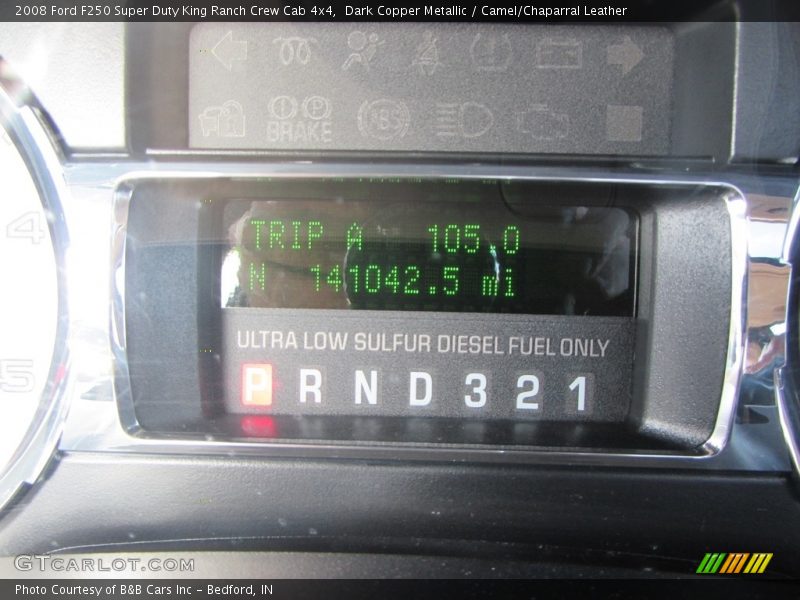 2008 Ford F250 Super Duty King Ranch Crew Cab 4x4,  Dark Copper Metallic / Camel/Chaparral Leather
BRAKE
ABS
4
TRIP A 105.0
N 141042.5 mi
ULTRA LOW SULFUR DIESEL FUEL ONLY
5
P R N D 3 2 1
GTCARLOT.COM
Photo Courtesy of B&B Cars Inc – Bedford, IN